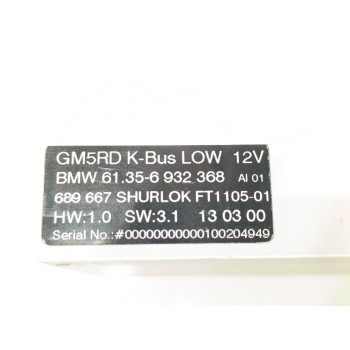 GM5RD K-Bus LOW 12V
BMW 61.35-6 932 368 AI 01
689 667 SHURLOK FT1105-01
HW:1.0 SW:3.1 13 03 00
Serial No.:#00000000000100204949